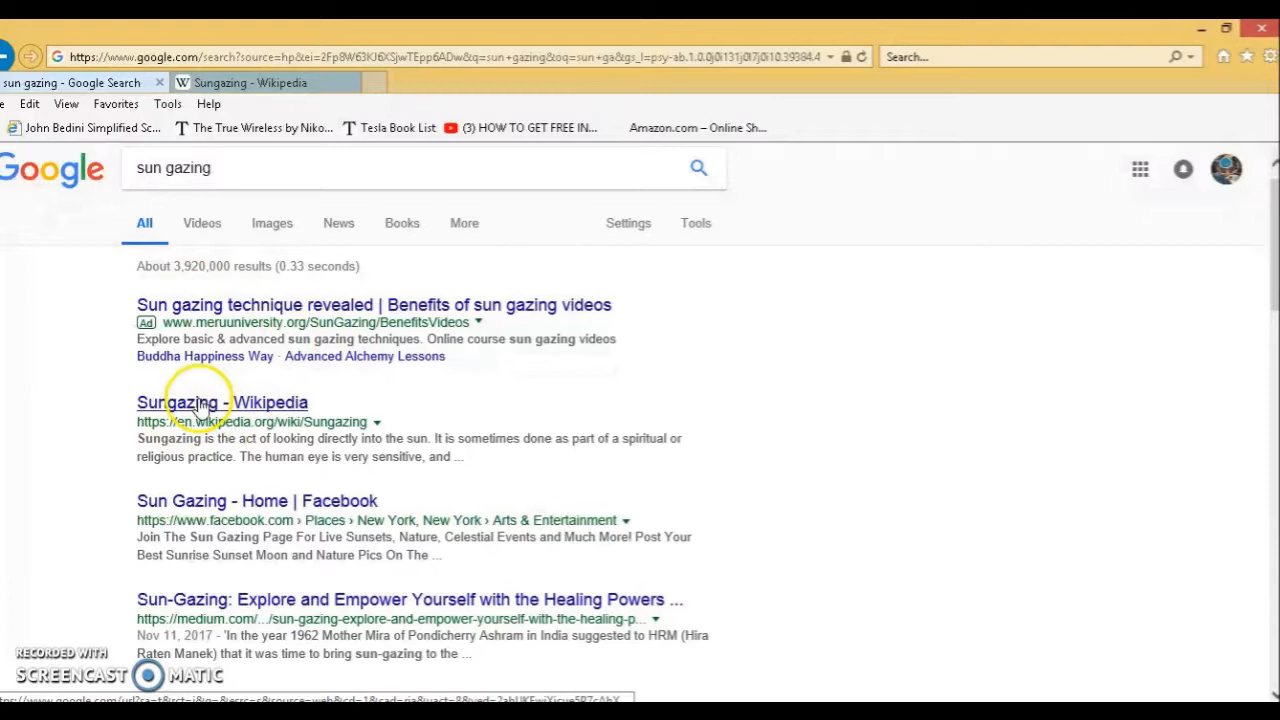 https://www.google.com/search?source=hp&ei=2Fp8W63KJ6XSjwTEpp6ADw&q=sun+gazing&oq=sun+ga&gs_l=psy-ab.1.0.0j0i131j0l7j0i10.39384.4
Search...
sun gazing - Google Search
W Sungazing - Wikipedia
Edit View Favorites Tools Help
John Bedini Simplified Sc...
The True Wireless by Niko...
Tesla Book List
(3) HOW TO GET FREE IN...
Amazon.com – Online Sh...
Google
sun gazing
All Videos Images News Books More Settings Tools
About 3,920,000 results (0.33 seconds)
Sun gazing technique revealed | Benefits of sun gazing videos
Ad www.meruuniversity.org/SunGazing/BenefitsVideos
Explore basic & advanced sun gazing techniques. Online course sun gazing videos
Buddha Happiness Way · Advanced Alchemy Lessons
Sungazing - Wikipedia
https://en.wikipedia.org/wiki/Sungazing
Sungazing is the act of looking directly into the sun. It is sometimes done as part of a spiritual or
religious practice. The human eye is very sensitive, and ...
Sun Gazing - Home | Facebook
https://www.facebook.com › Places › New York, New York › Arts & Entertainment
Join The Sun Gazing Page For Live Sunsets, Nature, Celestial Events and Much More! Post Your
Best Sunrise Sunset Moon and Nature Pics On The ...
Sun-Gazing: Explore and Empower Yourself with the Healing Powers ...
https://medium.com/.../sun-gazing-explore-and-empower-yourself-with-the-healing-p...
Nov 11, 2017 - 'In the year 1962 Mother Mira of Pondicherry Ashram in India suggested to HRM (Hira
Raten Manek) that it was time to bring sun-gazing to the ...
RECORDED WITH
SCREENCAST MATIC